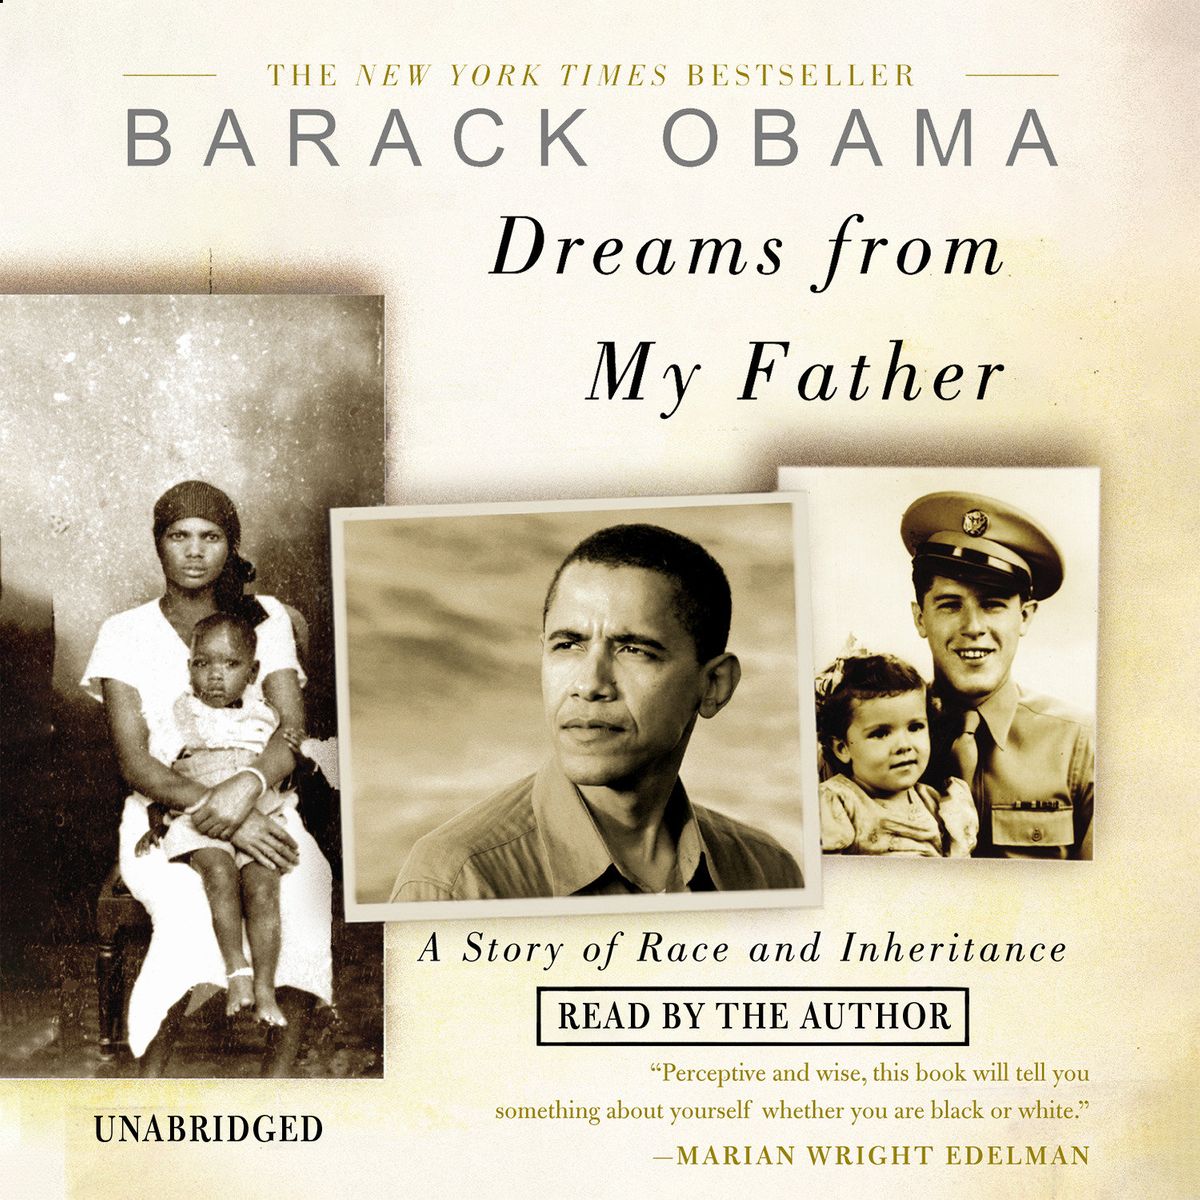 THE NEW YORK TIMES BESTSELLER
BARACK OBAMA
Dreams from
My Father
A Story of Race and Inheritance
READ BY THE AUTHOR
“Perceptive and wise, this book will tell you
something about yourself whether you are black or white.”
—MARIAN WRIGHT EDELMAN
UNABRIDGED